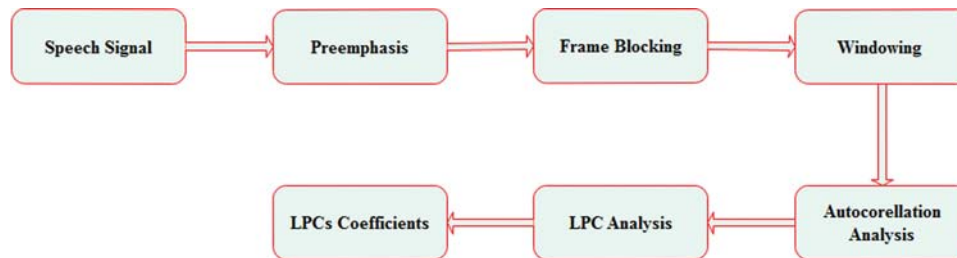 Speech Signal
Preemphasis
Frame Blocking
Windowing
Autocorellation
Analysis
LPC Analysis
LPCs Coefficients